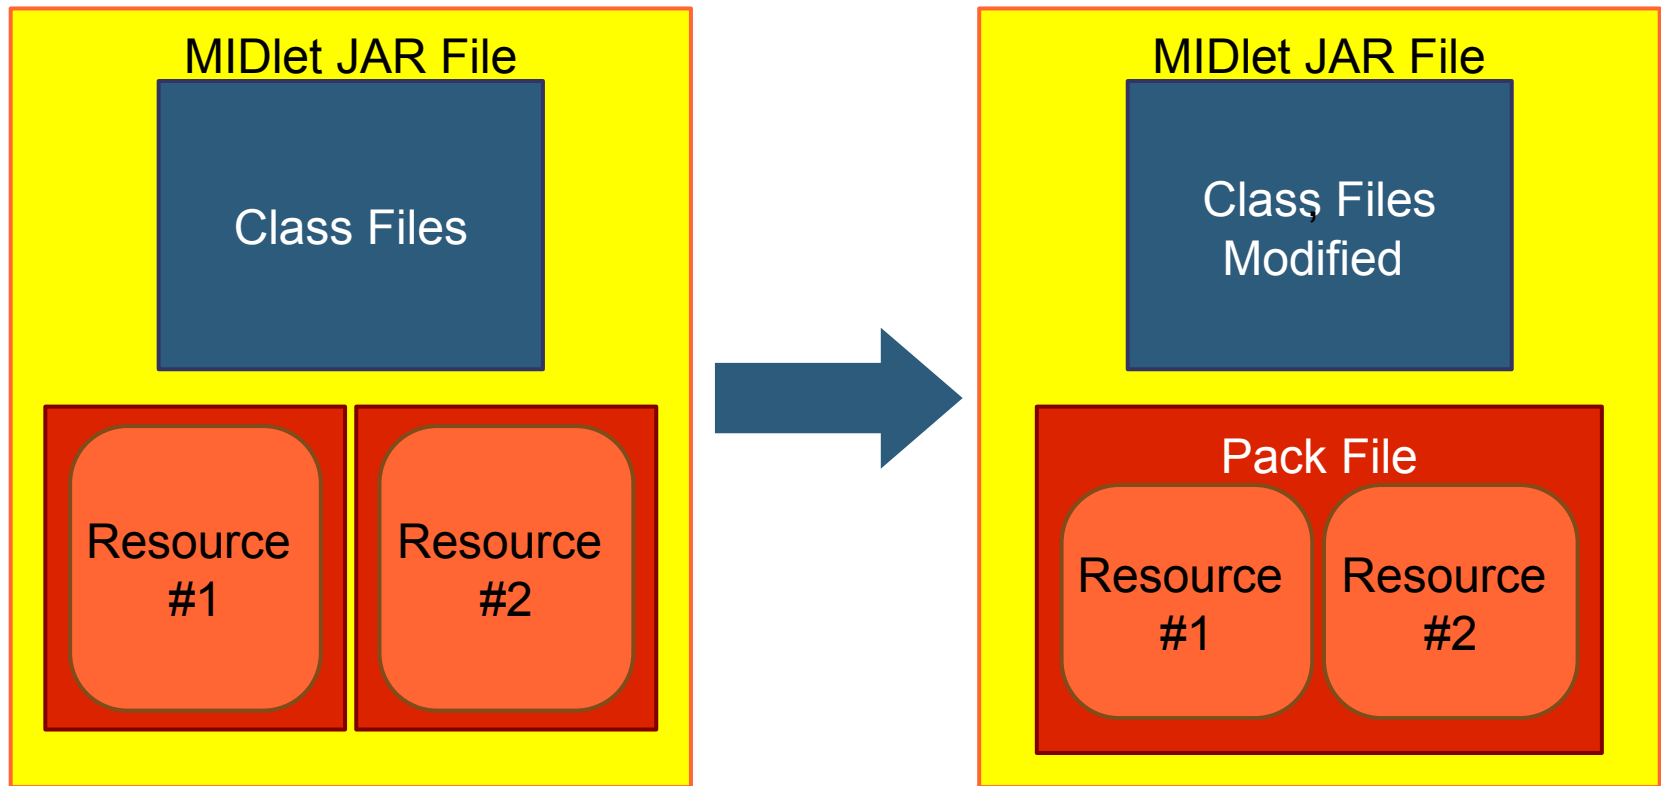 MIDlet JAR File
Class Files
Resource
#1
Resource
#2
MIDlet JAR File
Class Files
,
Modified
Pack File
Resource
#1
Resource
#2